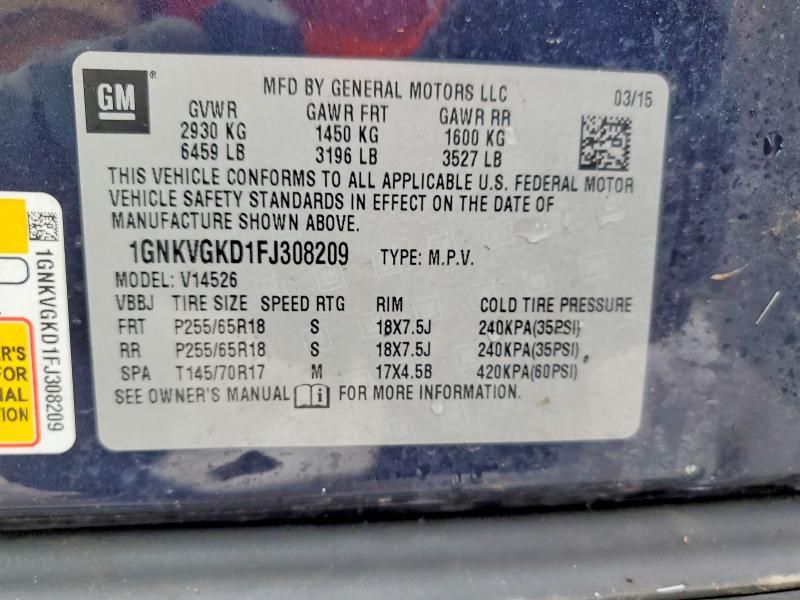 GM
®
MFD BY GENERAL MOTORS LLC
03/15
GVWR GAWR FRT GAWR RR
2930 KG 1450 KG 1600 KG
6459 LB 3196 LB 3527 LB
THIS VEHICLE CONFORMS TO ALL APPLICABLE U.S. FEDERAL MOTOR
VEHICLE SAFETY STANDARDS IN EFFECT ON THE DATE OF
MANUFACTURE SHOWN ABOVE.
1GNKVGKD1FJ308209 TYPE: M.P.V.
MODEL: V14526
VBBJ TIRE SIZE SPEED RTG RIM COLD TIRE PRESSURE
FRT P255/65R18 S 18X7.5J 240KPA(35PSI)
RR P255/65R18 S 18X7.5J 240KPA(35PSI)
SPA T145/70R17 M 17X4.5B 420KPA(60PSI)
SEE OWNER'S MANUAL i FOR MORE INFORMATION.
1GNKVGKD1FJ308209
ER'S
FOR
NAL
TION